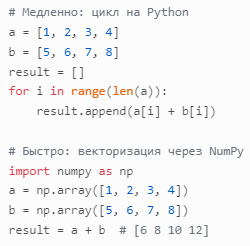 # Медленно: цикл на Python
a = [1, 2, 3, 4]
b = [5, 6, 7, 8]
result = []
for i in range(len(a)):
    result.append(a[i] + b[i])

# Быстро: векторизация через NumPy
import numpy as np
a = np.array([1, 2, 3, 4])
b = np.array([5, 6, 7, 8])
result = a + b  # [6 8 10 12]